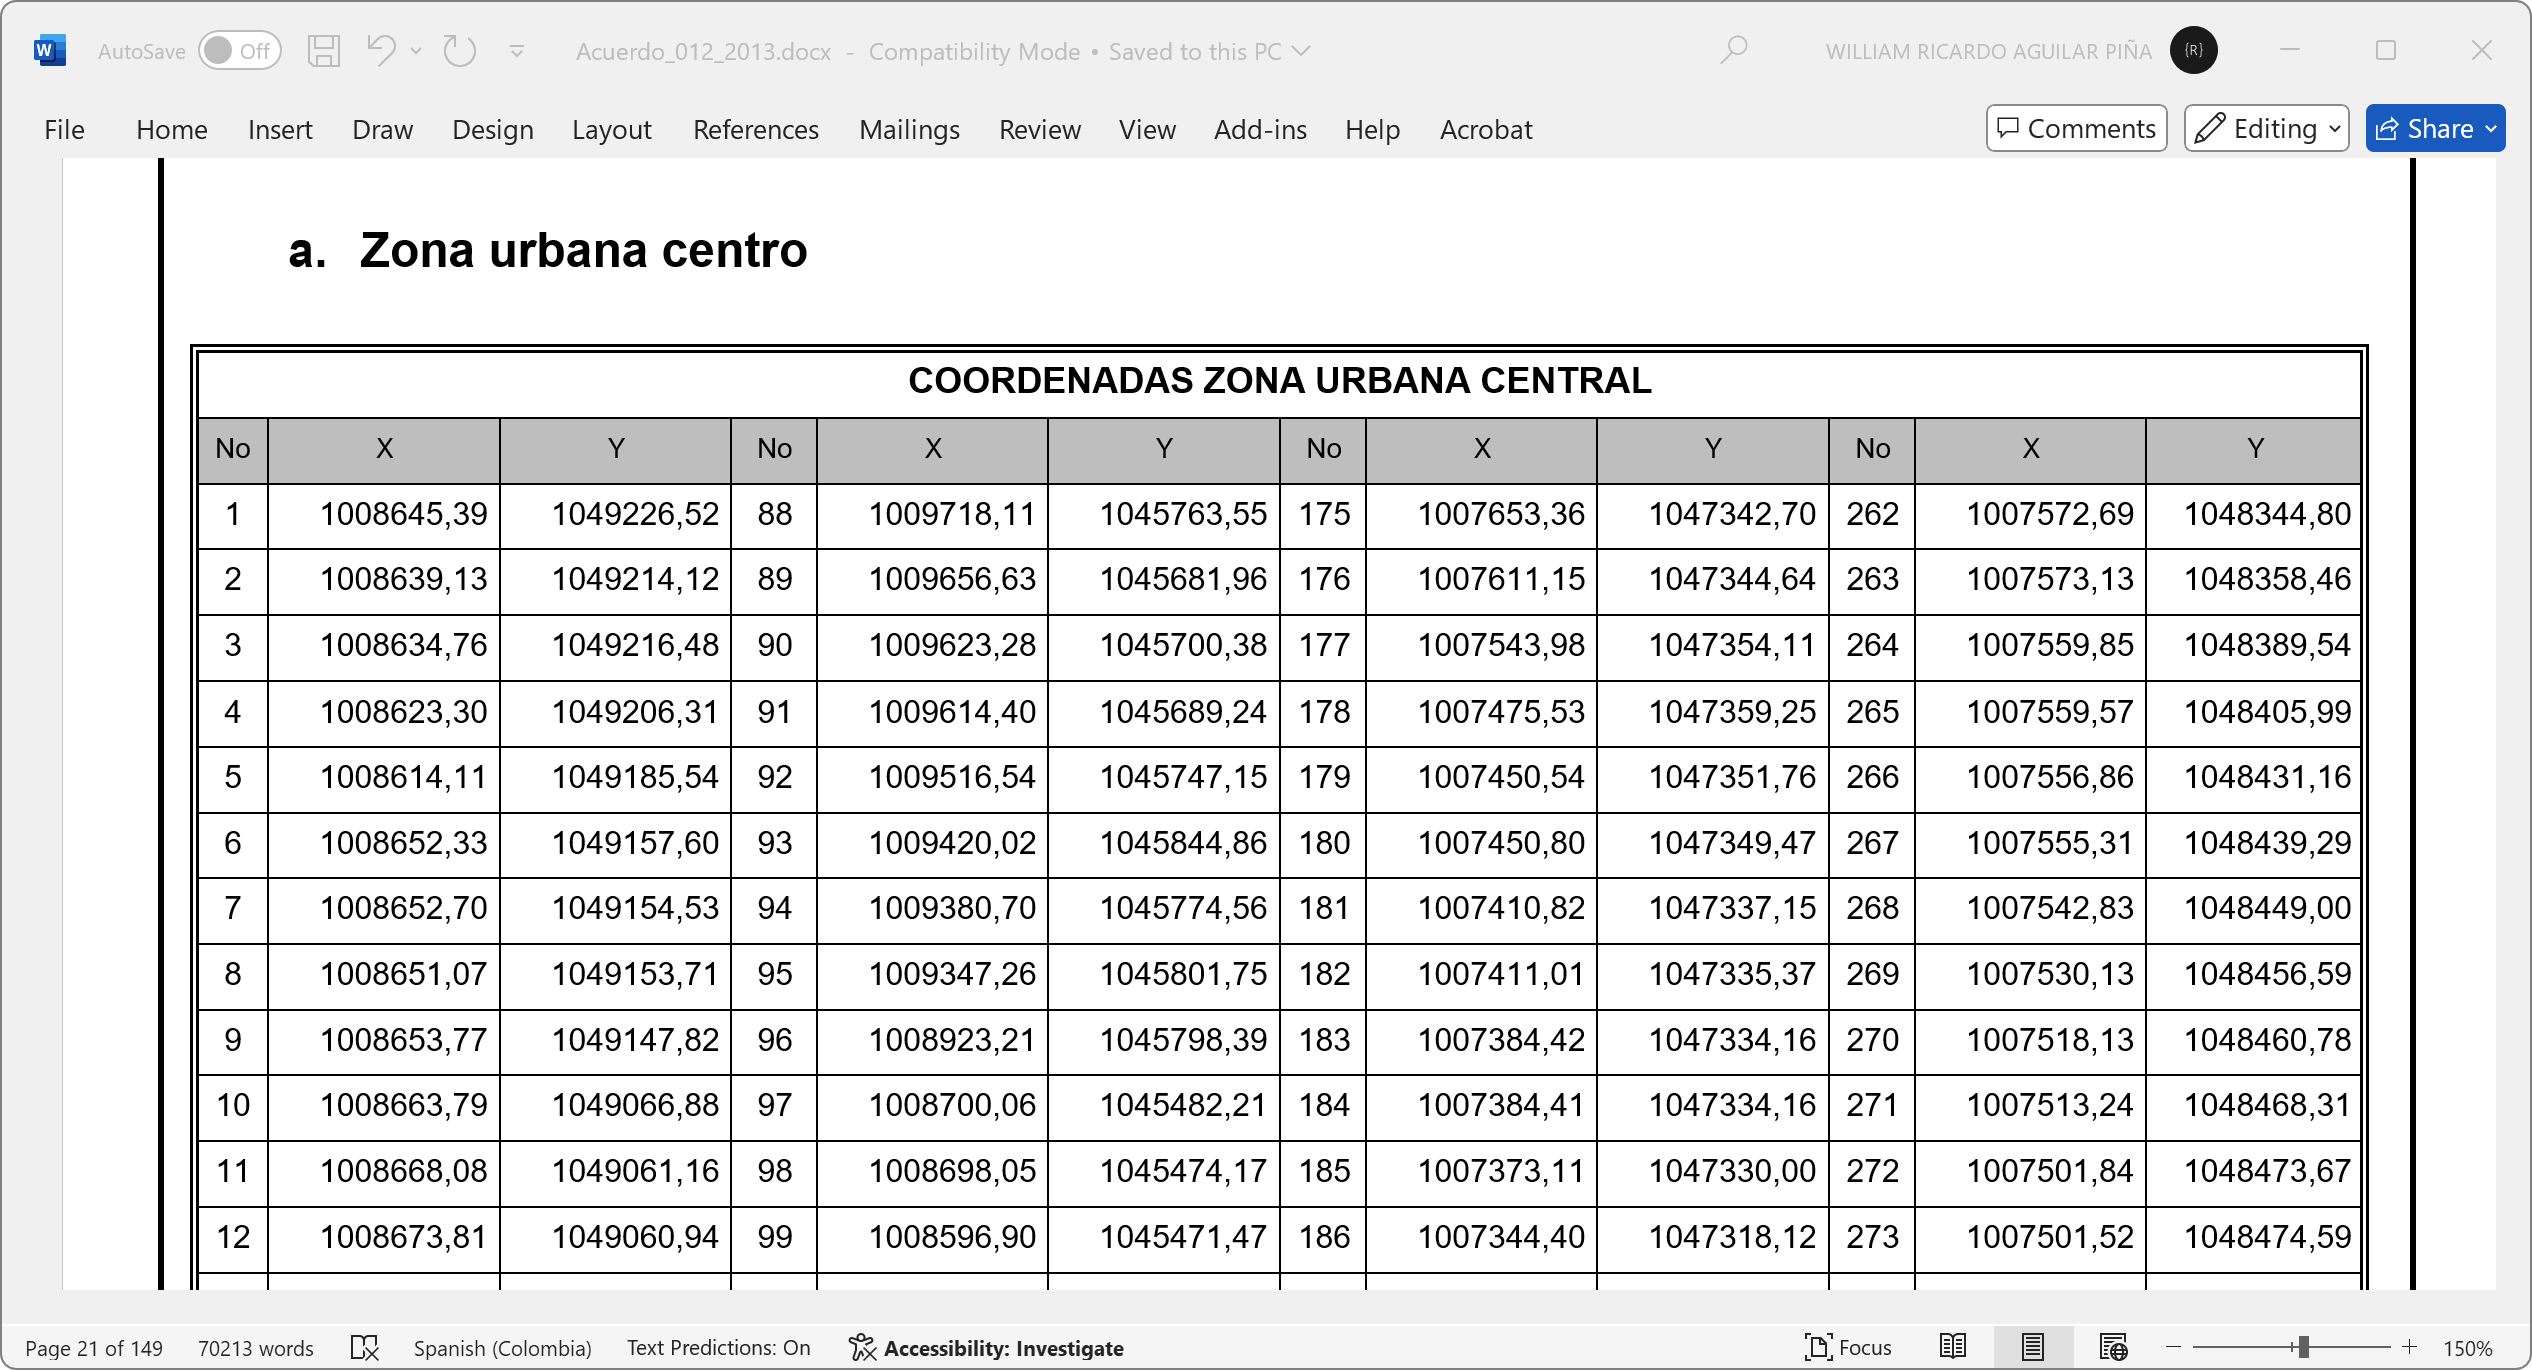 W AutoSave Off Acuerdo_012_2013.docx - Compatibility Mode • Saved to this PC WILLIAM RICARDO AGUILAR PIÑA {R}
File Home Insert Draw Design Layout References Mailings Review View Add-ins Help Acrobat Comments Editing Share
a. Zona urbana centro
COORDENADAS ZONA URBANA CENTRAL
No X Y No X Y No X Y No X Y
1 1008645,39 1049226,52 88 1009718,11 1045763,55 175 1007653,36 1047342,70 262 1007572,69 1048344,80
2 1008639,13 1049214,12 89 1009656,63 1045681,96 176 1007611,15 1047344,64 263 1007573,13 1048358,46
3 1008634,76 1049216,48 90 1009623,28 1045700,38 177 1007543,98 1047354,11 264 1007559,85 1048389,54
4 1008623,30 1049206,31 91 1009614,40 1045689,24 178 1007475,53 1047359,25 265 1007559,57 1048405,99
5 1008614,11 1049185,54 92 1009516,54 1045747,15 179 1007450,54 1047351,76 266 1007556,86 1048431,16
6 1008652,33 1049157,60 93 1009420,02 1045844,86 180 1007450,80 1047349,47 267 1007555,31 1048439,29
7 1008652,70 1049154,53 94 1009380,70 1045774,56 181 1007410,82 1047337,15 268 1007542,83 1048449,00
8 1008651,07 1049153,71 95 1009347,26 1045801,75 182 1007411,01 1047335,37 269 1007530,13 1048456,59
9 1008653,77 1049147,82 96 1008923,21 1045798,39 183 1007384,42 1047334,16 270 1007518,13 1048460,78
10 1008663,79 1049066,88 97 1008700,06 1045482,21 184 1007384,41 1047334,16 271 1007513,24 1048468,31
11 1008668,08 1049061,16 98 1008698,05 1045474,17 185 1007373,11 1047330,00 272 1007501,84 1048473,67
12 1008673,81 1049060,94 99 1008596,90 1045471,47 186 1007344,40 1047318,12 273 1007501,52 1048474,59
Page 21 of 149 70213 words Spanish (Colombia) Text Predictions: On Accessibility: Investigate Focus 150%